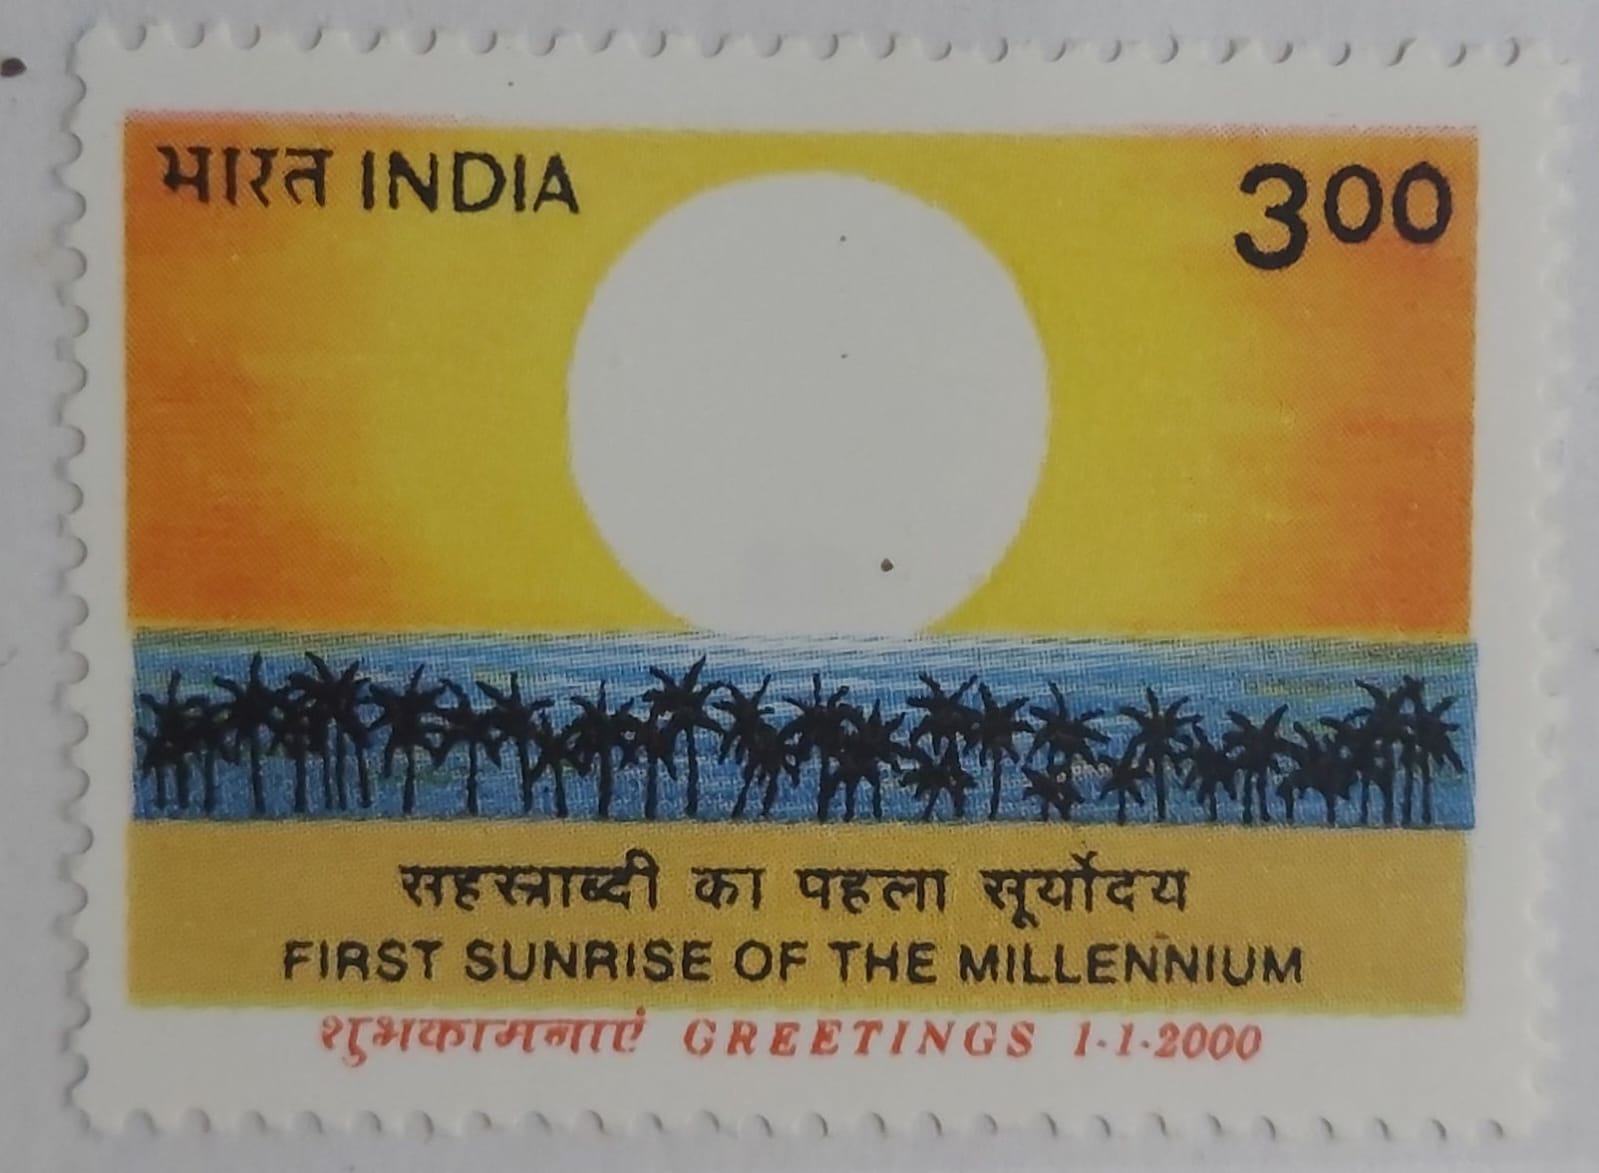 भारत INDIA 300
सहस्त्राब्दी का पहला सूर्योदय
FIRST SUNRISE OF THE MILLENNIUM
शुभकामनाएं GREETINGS 1·1·2000